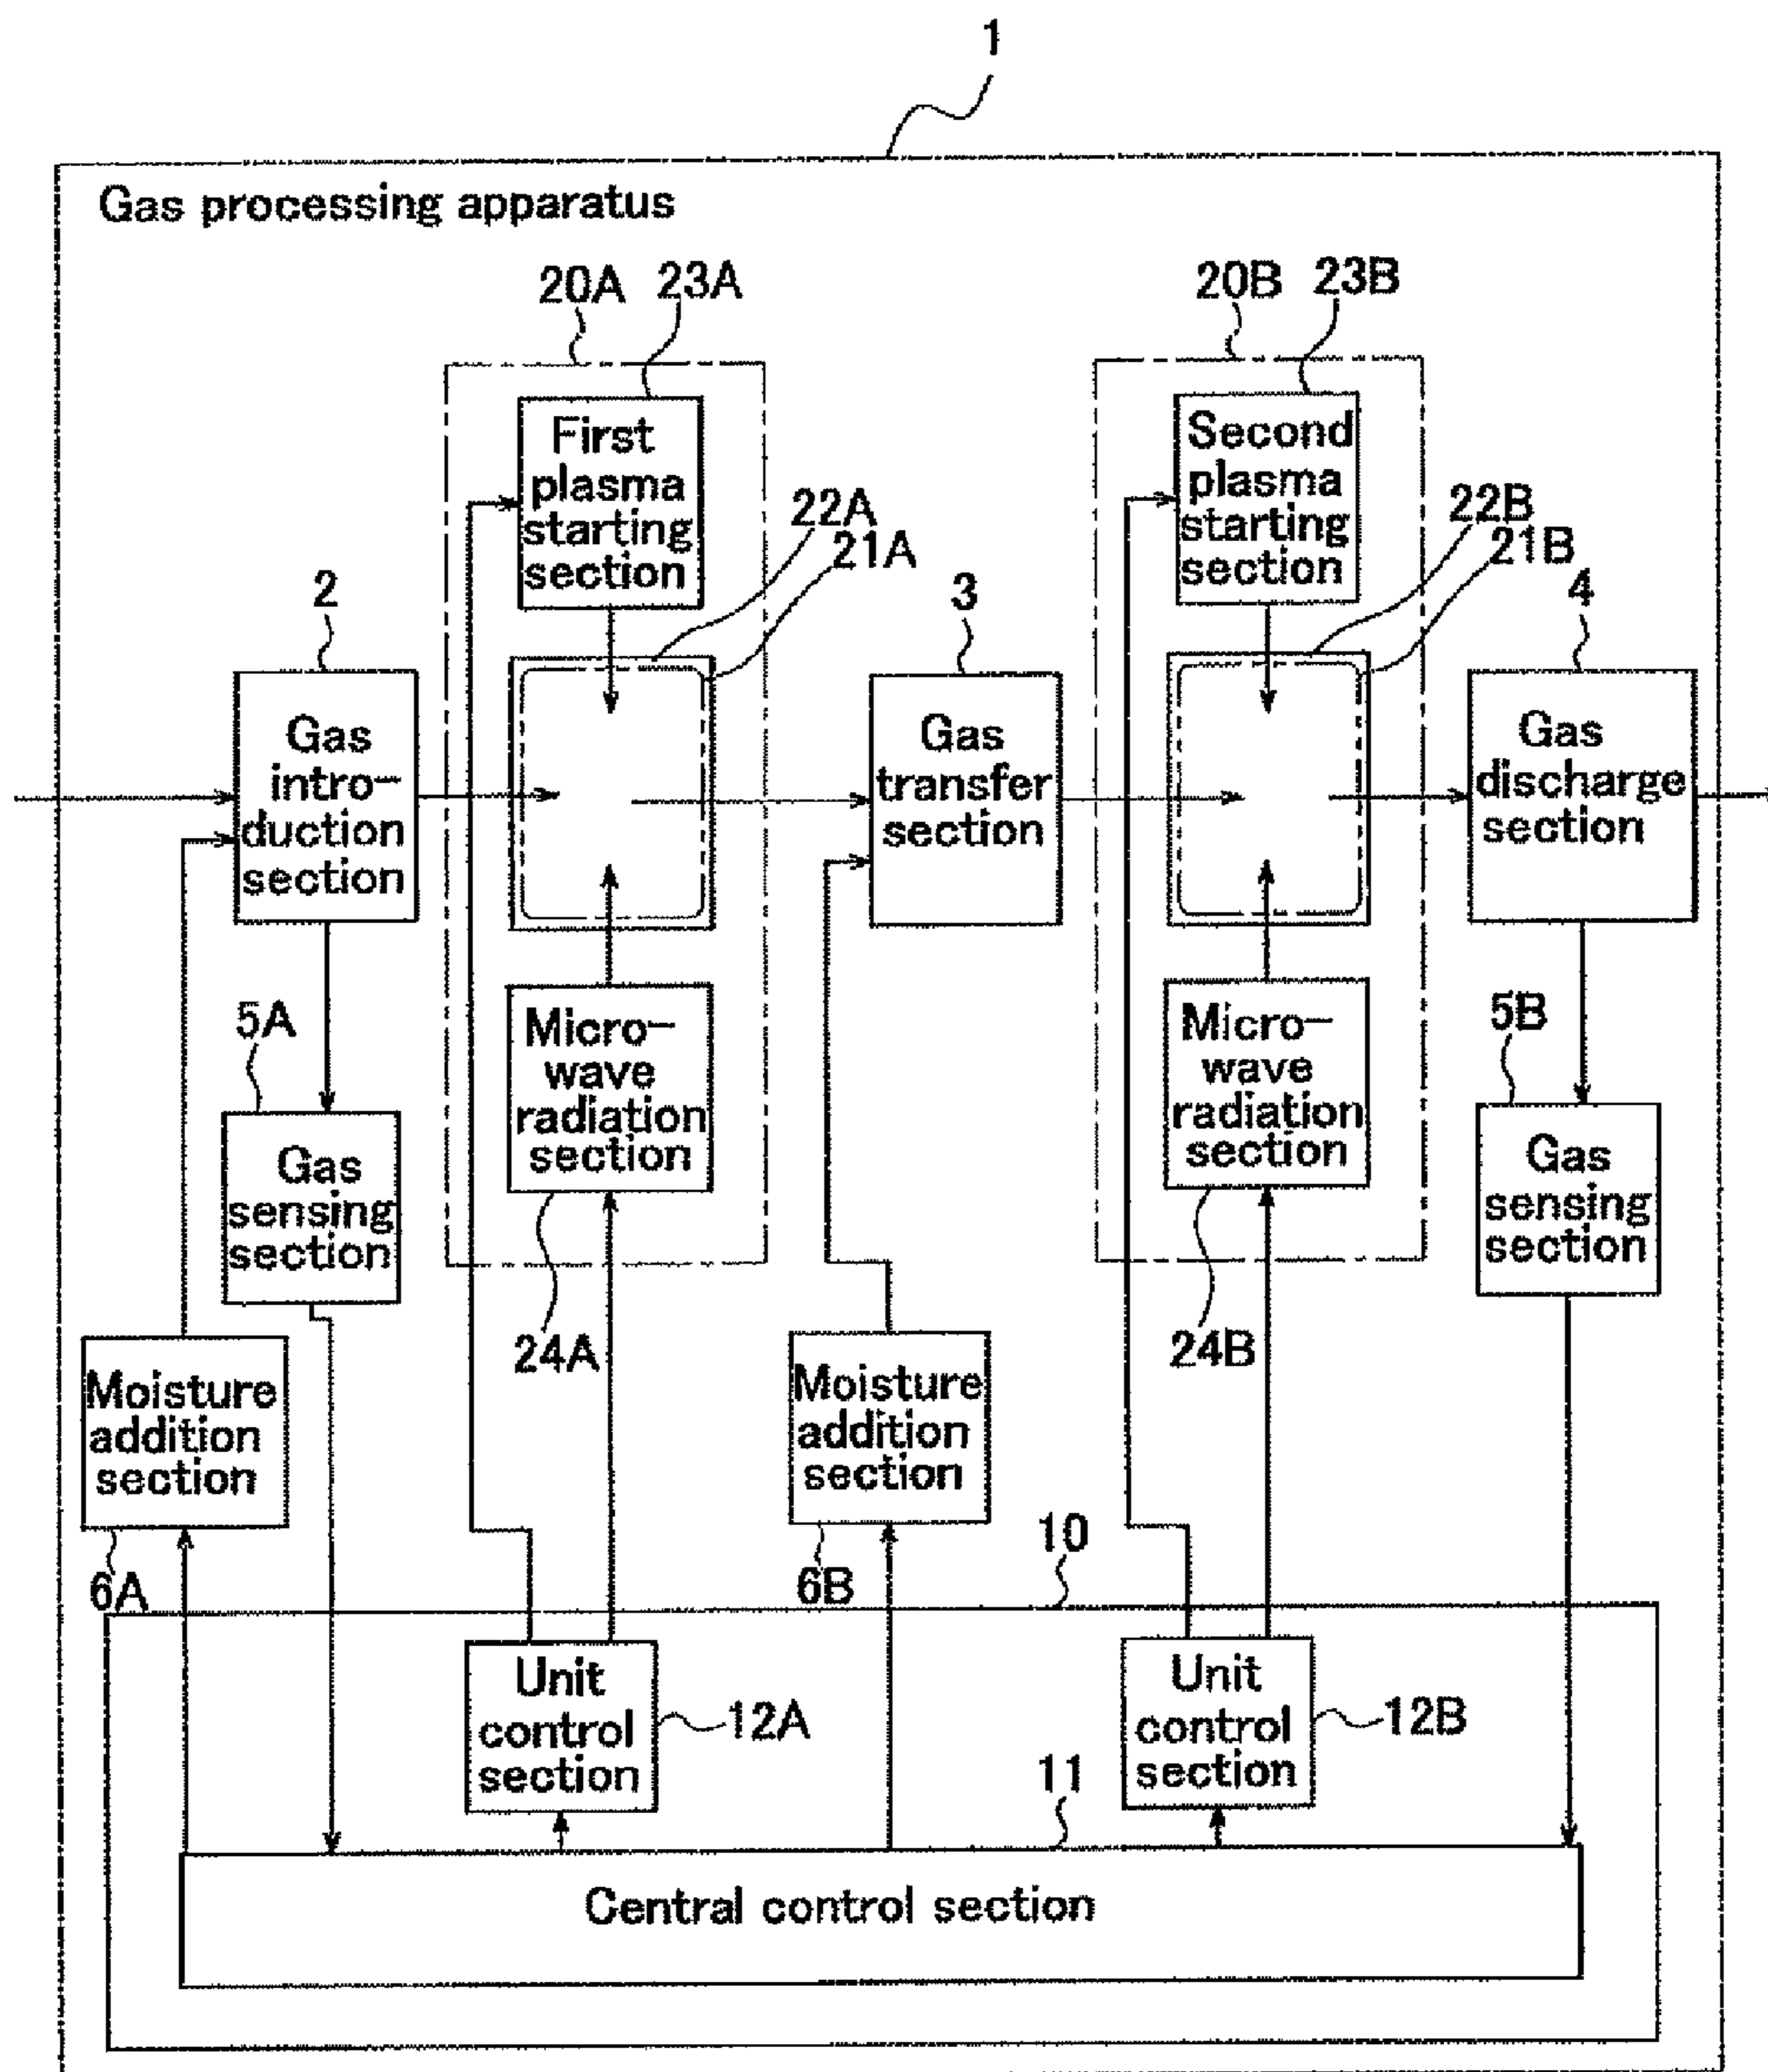 1
Gas processing apparatus
20A
23A
20B
23B
First
plasma
starting
section
Second
plasma
starting
section
22A
21A
22B
21B
2
3
4
Gas
intro-
duction
section
Gas
transfer
section
Gas
discharge
section
5A
Micro-
wave
radiation
section
Micro-
wave
radiation
section
5B
Gas
sensing
section
Gas
sensing
section
24A
24B
Moisture
addition
section
Moisture
addition
section
6A
6B
10
Unit
control
section
12A
Unit
control
section
12B
11
Central control section